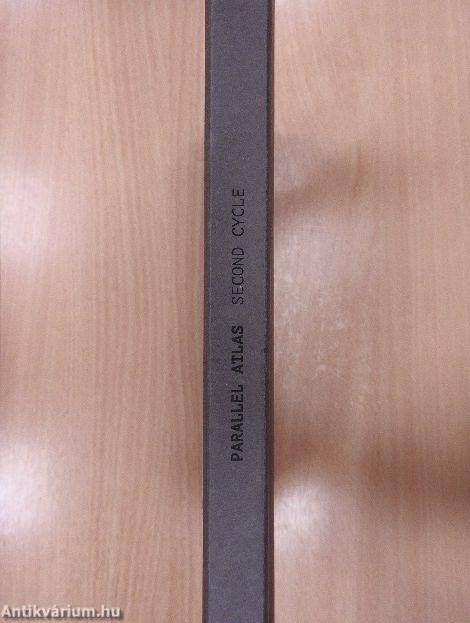 PARALLEL ATLAS SECOND CYCLE
Antikvárium.hu